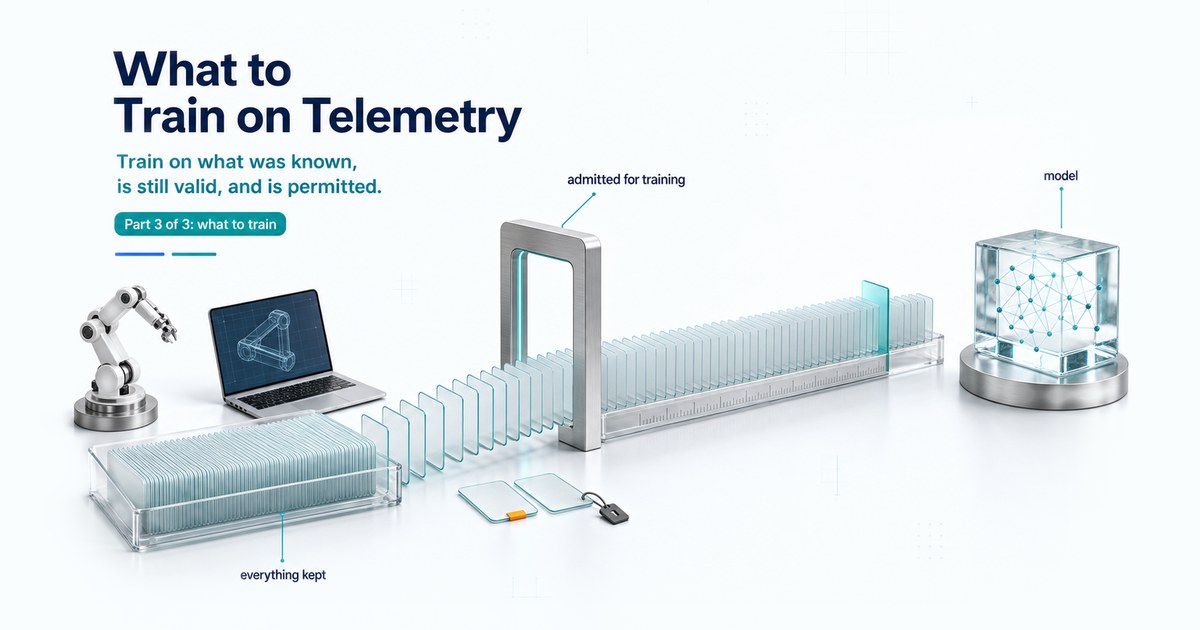 What to
Train on Telemetry
Train on what was known,
is still valid, and is permitted.
Part 3 of 3: what to train
admitted for training
model
everything kept